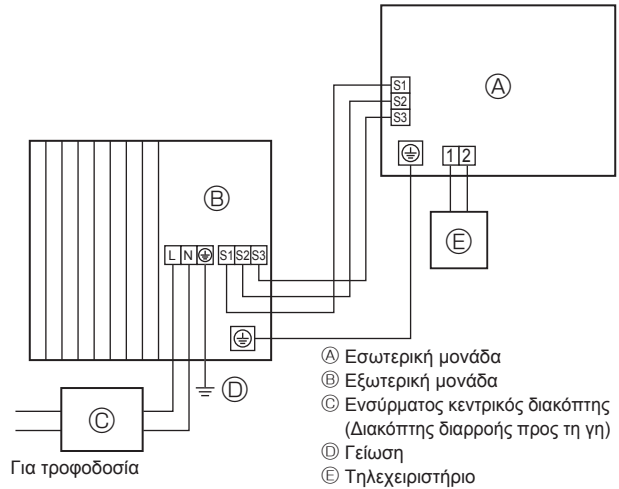 S1
S2
S3
Ⓐ
1 2
Ⓑ
Ⓔ
L N S1 S2 S3
Ⓓ
Ⓒ
Για τροφοδοσία
Ⓐ Εσωτερική μονάδα
Ⓑ Εξωτερική μονάδα
Ⓒ Ενσύρματος κεντρικός διακόπτης
(Διακόπτης διαρροής προς τη γη)
Ⓓ Γείωση
Ⓔ Τηλεχειριστήριο